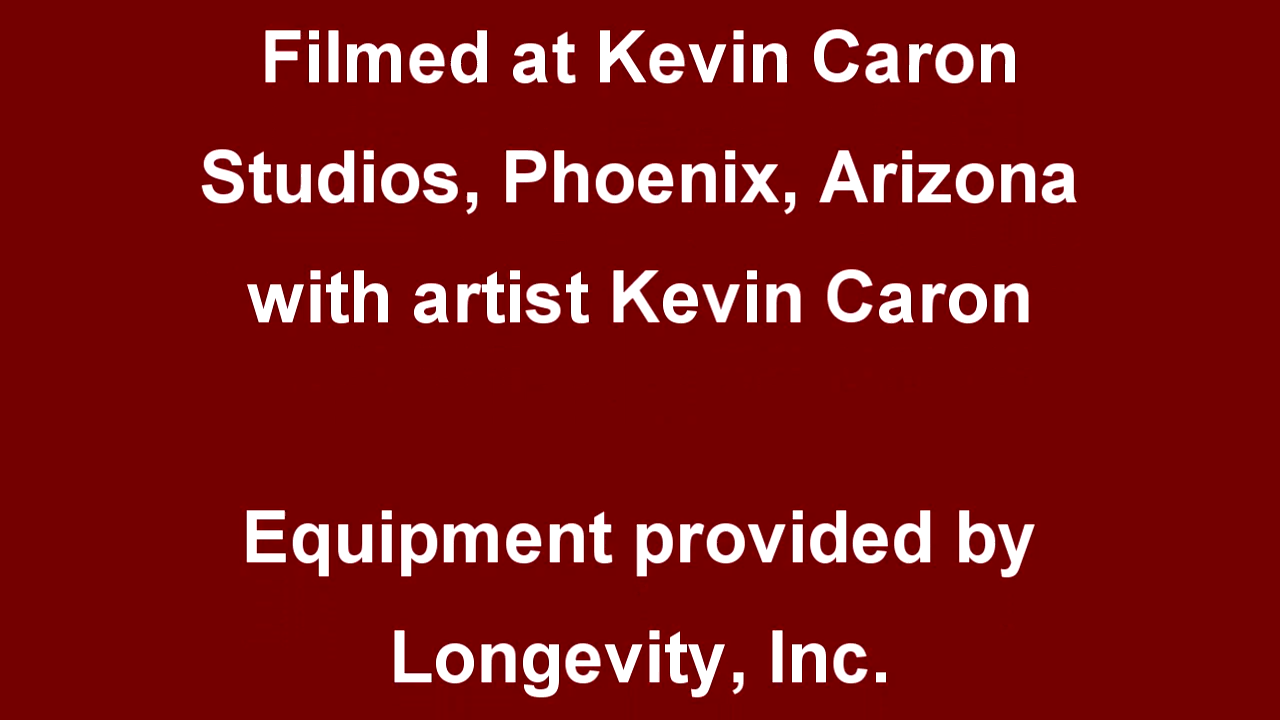 Filmed at Kevin Caron
Studios, Phoenix, Arizona
with artist Kevin Caron
Equipment provided by
Longevity, Inc.